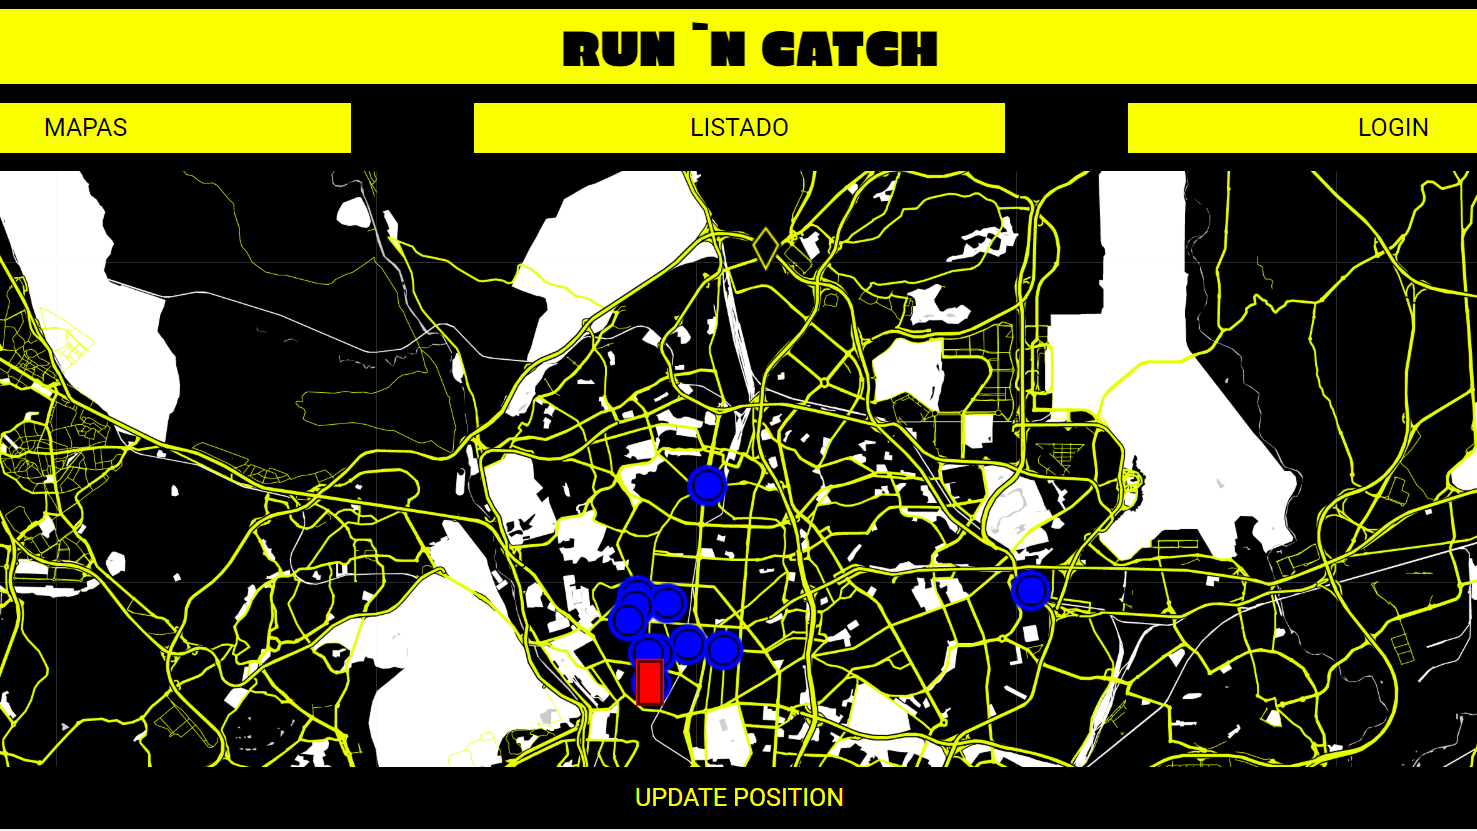 RUN `N CATCH
MAPAS
LISTADO
LOGIN
UPDATE POSITION